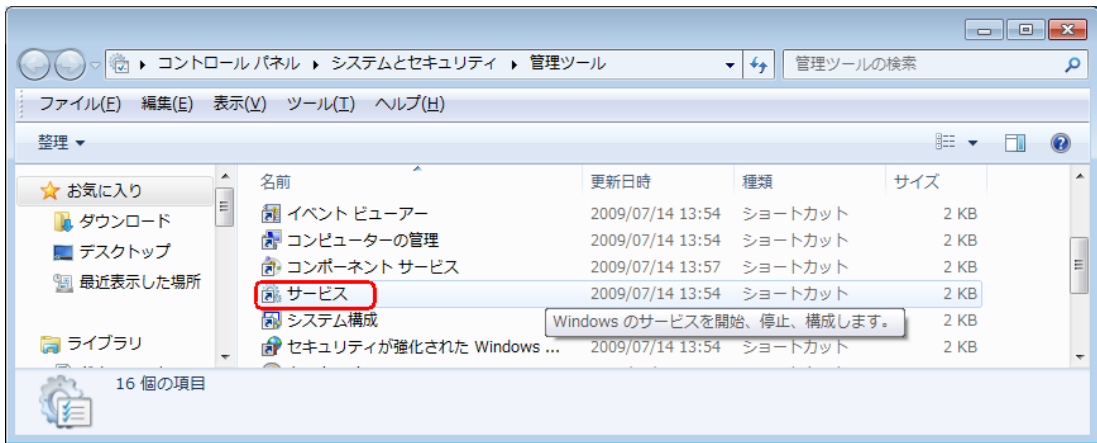 コントロール パネル ▸ システムとセキュリティ ▸ 管理ツール 管理ツールの検索
ファイル(F) 編集(E) 表示(V) ツール(T) ヘルプ(H)
整理
お気に入り
ダウンロード
デスクトップ
最近表示した場所
ライブラリ
名前 更新日時 種類 サイズ
イベント ビューアー 2009/07/14 13:54 ショートカット 2 KB
コンピューターの管理 2009/07/14 13:54 ショートカット 2 KB
コンポーネント サービス 2009/07/14 13:57 ショートカット 2 KB
サービス 2009/07/14 13:54 ショートカット 2 KB
システム構成 2 KB
Windows のサービスを開始、停止、構成します。
セキュリティが強化された Windows ... 2009/07/14 13:54 ショートカット 2 KB
16 個の項目